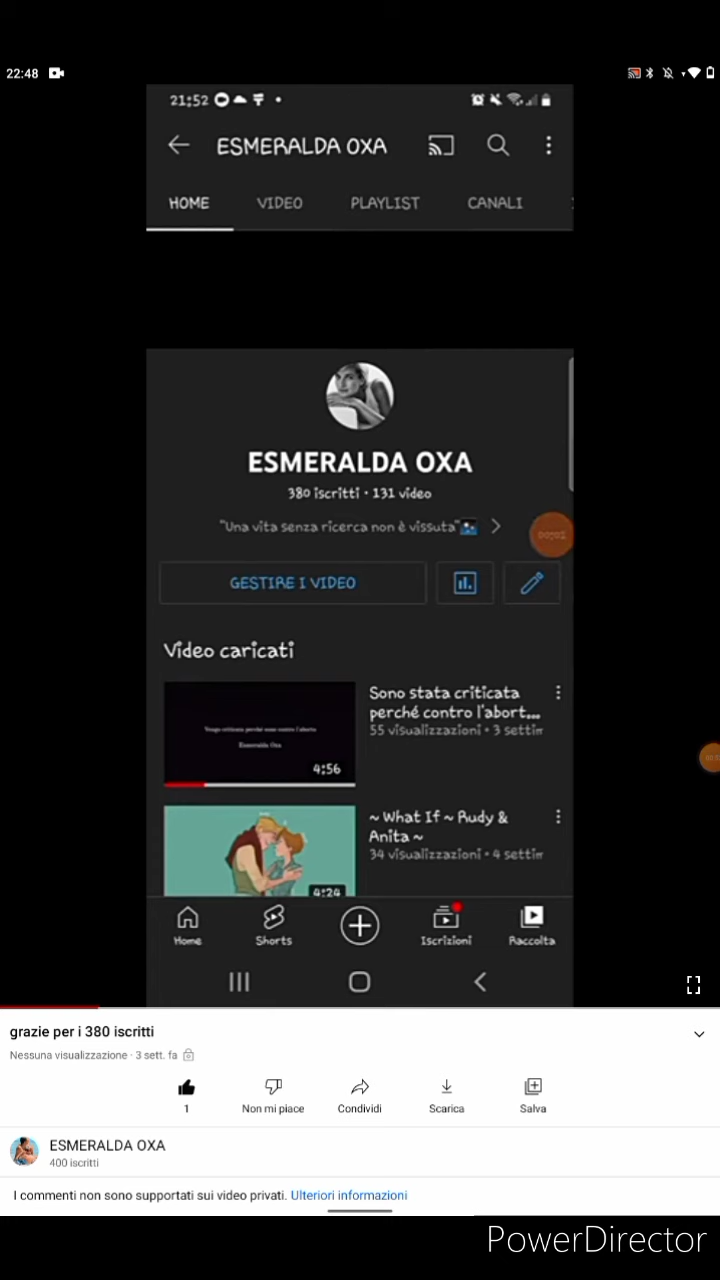 22:48
21:52
ESMERALDA OXA
HOME VIDEO PLAYLIST CANALI
ESMERALDA OXA
380 iscritti • 131 video
"Una vita senza ricerca non è vissuta"
GESTIRE I VIDEO
Video caricati
Sono stata criticata
perché contro l'abort...
55 visualizzazioni • 3 settim
Esmeralda Oxa
4:56
~ What If ~ Rudy &
Anita ~
34 visualizzazioni • 4 settim
4:24
Home Shorts Iscrizioni Raccolta
grazie per i 380 iscritti
Nessuna visualizzazione · 3 sett. fa
1 Non mi piace Condividi Scarica Salva
ESMERALDA OXA
400 iscritti
I commenti non sono supportati sui video privati. Ulteriori informazioni
PowerDirector